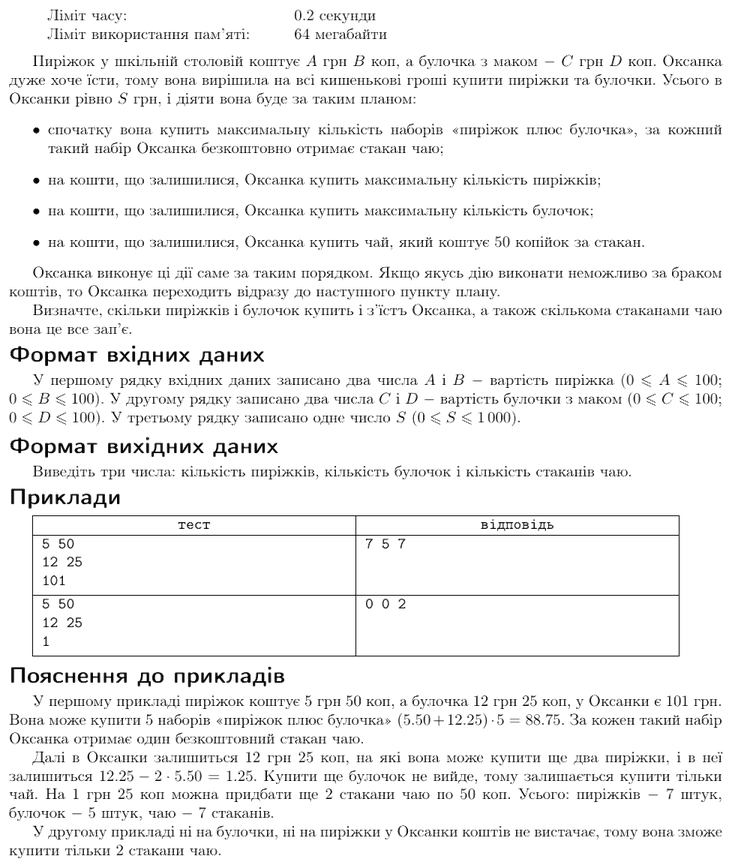 Ліміт часу: 0.2 секунди
Ліміт використання пам'яті: 64 мегабайти
Пиріжок у шкільній столовій коштує A грн B коп, а булочка з маком − C грн D коп. Оксанка
дуже хоче їсти, тому вона вирішила на всі кишенькові гроші купити пиріжки та булочки. Усього в
Оксанки рівно S грн, і діяти вона буде за таким планом:
• спочатку вона купить максимальну кількість наборів «пиріжок плюс булочка», за кожний
такий набір Оксанка безкоштовно отримає стакан чаю;
• на кошти, що залишилися, Оксанка купить максимальну кількість пиріжків;
• на кошти, що залишилися, Оксанка купить максимальну кількість булочок;
• на кошти, що залишилися, Оксанка купить чай, який коштує 50 копійок за стакан.
Оксанка виконує ці дії саме за таким порядком. Якщо якусь дію виконати неможливо за браком
коштів, то Оксанка переходить відразу до наступного пункту плану.
Визначте, скільки пиріжків і булочок купить і з'їстъ Оксанка, а також скількома стаканами чаю
вона це все зап'є.
Формат вхідних даних
У першому рядку вхідних даних записано два числа A і B − вартість пиріжка (0 ⩽ A ⩽ 100;
0 ⩽ B ⩽ 100). У другому рядку записано два числа C і D − вартість булочки з маком (0 ⩽ C ⩽ 100;
0 ⩽ D ⩽ 100). У третьому рядку записано одне число S (0 ⩽ S ⩽ 1 000).
Формат вихідних даних
Виведіть три числа: кількість пиріжків, кількість булочок і кількість стаканів чаю.
Приклади
тест відповідь
5 50 7 5 7
12 25
101
5 50 0 0 2
12 25
1
Пояснення до прикладів
У першому прикладі пиріжок коштує 5 грн 50 коп, а булочка 12 грн 25 коп, у Оксанки є 101 грн.
Вона може купити 5 наборів «пиріжок плюс булочка» (5.50 + 12.25) · 5 = 88.75. За кожен такий набір
Оксанка отримає один безкоштовний стакан чаю.
Далі в Оксанки залишиться 12 грн 25 коп, на які вона може купити ще два пиріжки, і в неї
залишиться 12.25 − 2 · 5.50 = 1.25. Купити ще булочок не вийде, тому залишається купити тільки
чай. На 1 грн 25 коп можна придбати ще 2 стакани чаю по 50 коп. Усього: пиріжків − 7 штук,
булочок − 5 штук, чаю − 7 стаканів.
У другому прикладі ні на булочки, ні на пиріжки у Оксанки коштів не вистачає, тому вона зможе
купити тільки 2 стакани чаю.